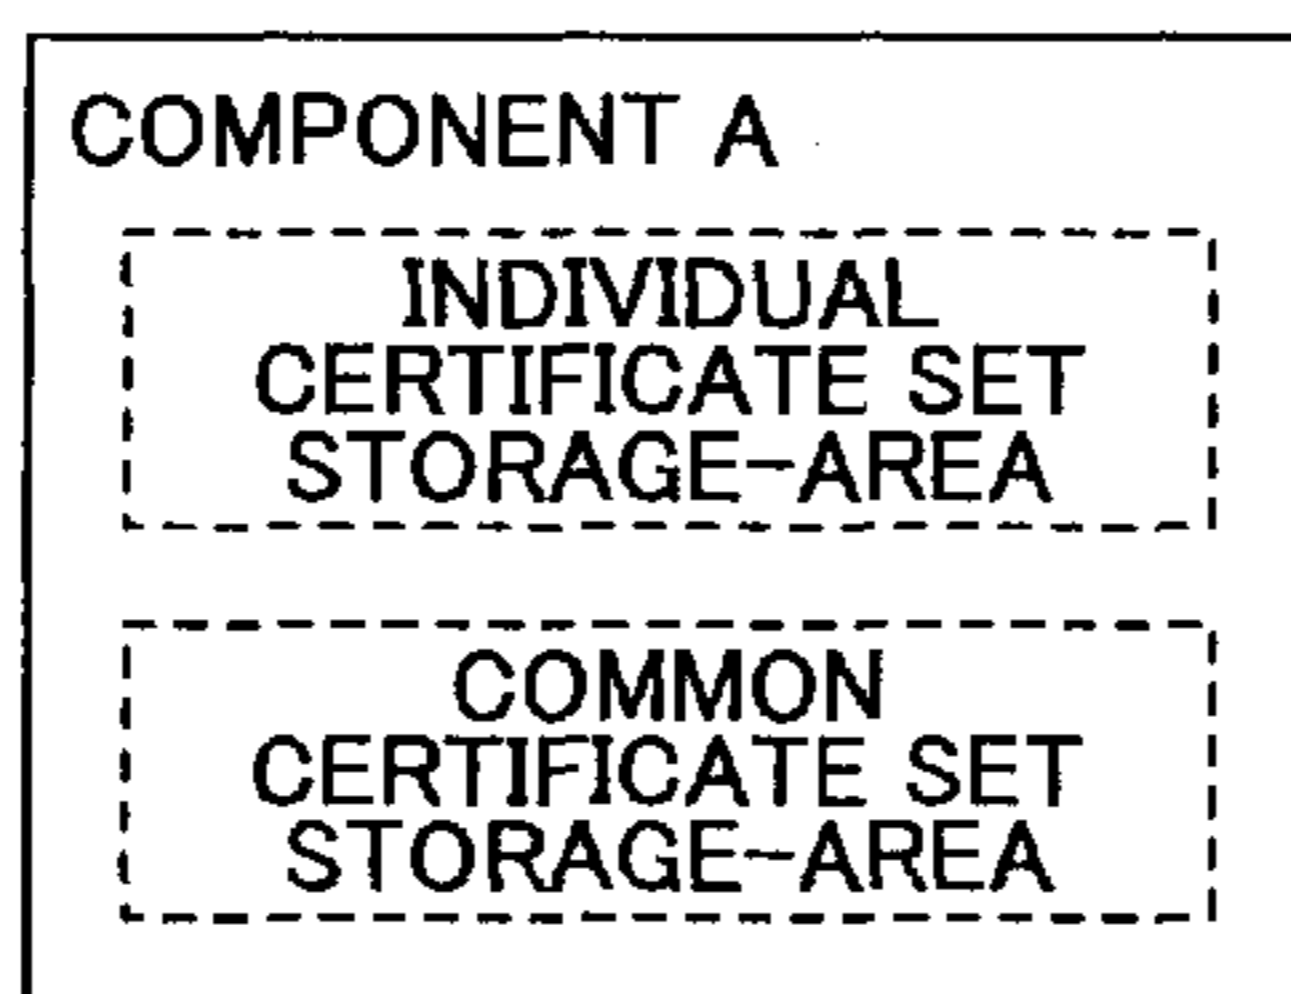 COMPONENT A
INDIVIDUAL
CERTIFICATE SET
STORAGE-AREA
COMMON
CERTIFICATE SET
STORAGE-AREA